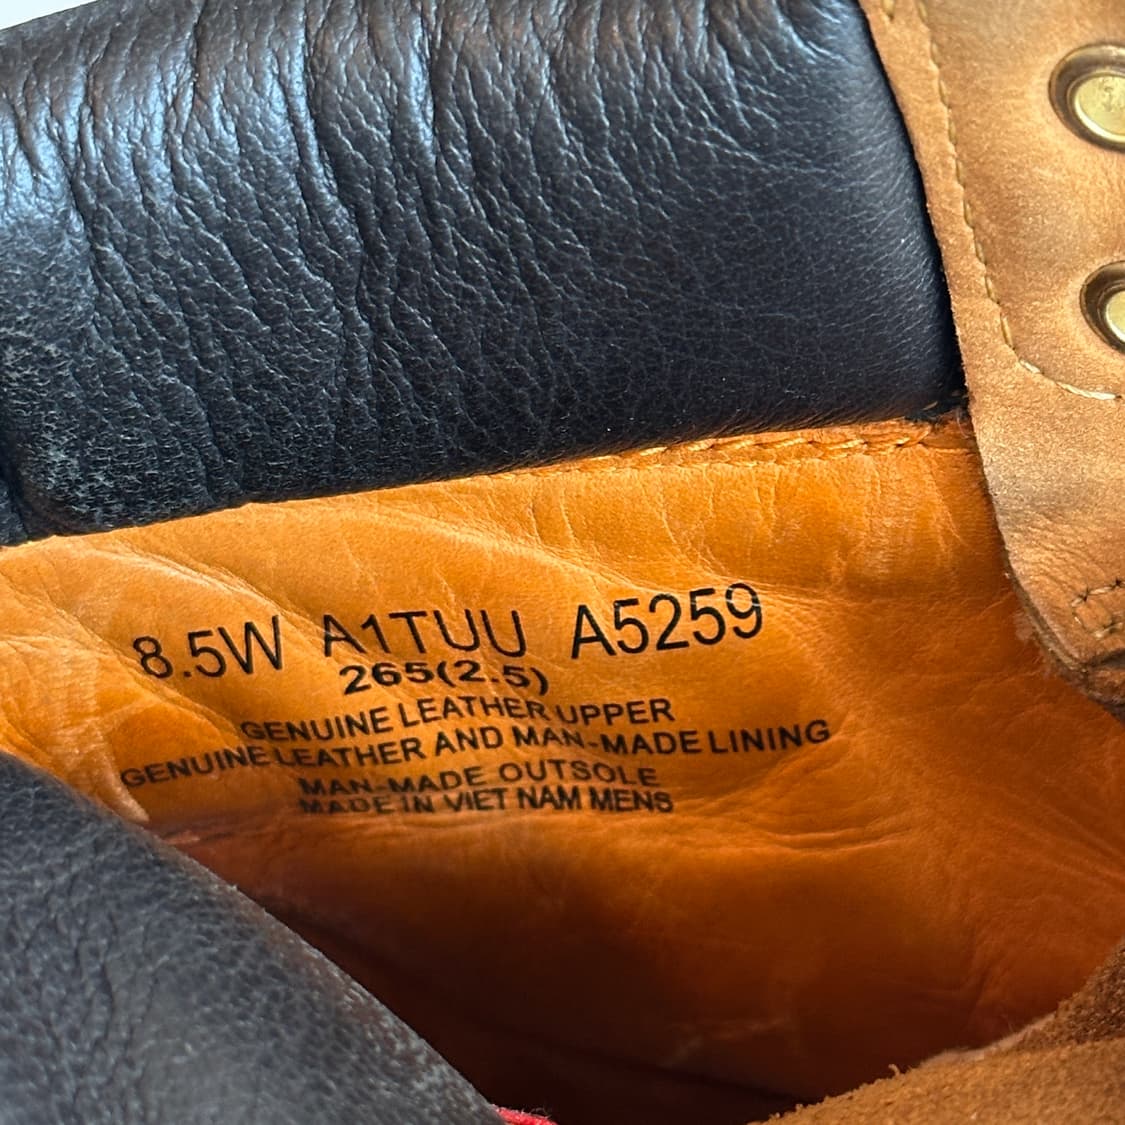 8.5W A1TUU A5259
265(2.5)
GENUINE LEATHER UPPER
GENUINE LEATHER AND MAN-MADE LINING
MAN-MADE OUTSOLE
MADE IN VIET NAM MENS